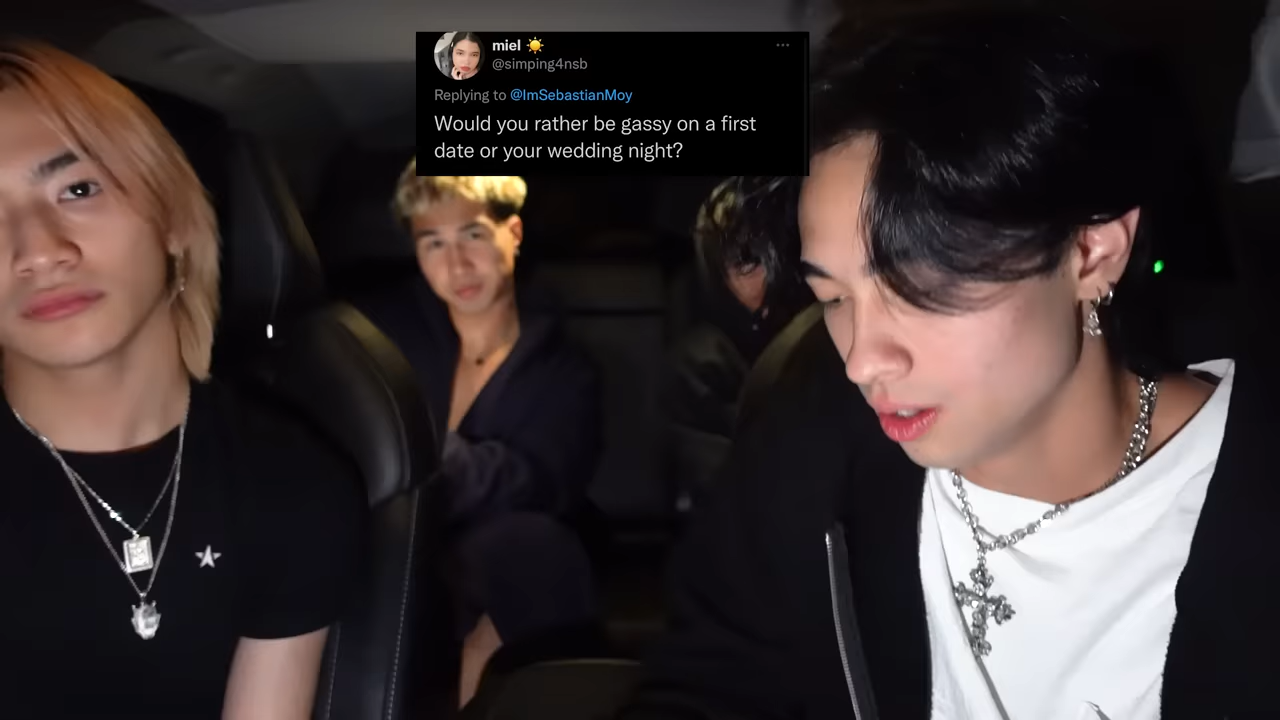 miel ☀️
@simping4nsb
Replying to @ImSebastianMoy
Would you rather be gassy on a first
date or your wedding night?